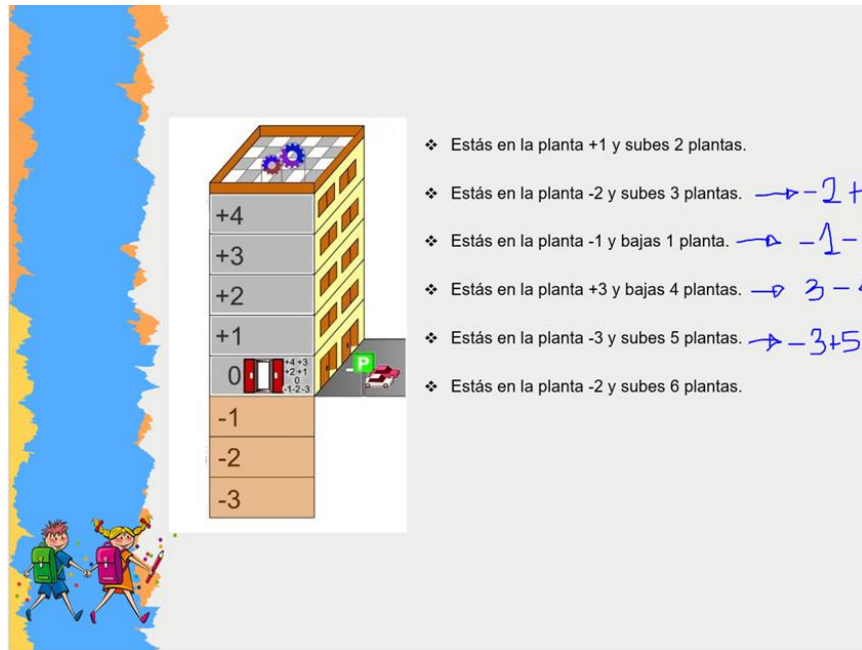 ❖ Estás en la planta +1 y subes 2 plantas.
❖ Estás en la planta -2 y subes 3 plantas. → -2+
❖ Estás en la planta -1 y bajas 1 planta. → -1-
❖ Estás en la planta +3 y bajas 4 plantas. → 3-
❖ Estás en la planta -3 y subes 5 plantas. → -3+5
❖ Estás en la planta -2 y subes 6 plantas.
+4
+3
+2
+1
0
+4 +3
+2 +1
0
-1-2-3
P
-1
-2
-3